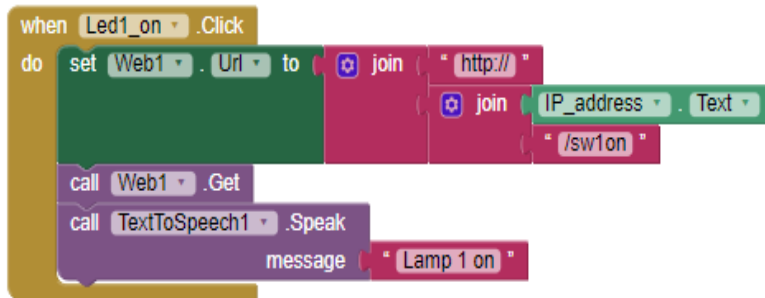 when Led1_on .Click
do set Web1 . Url to join " http:// "
join IP_address . Text
" /sw1on "
call Web1 .Get
call TextToSpeech1 .Speak
message " Lamp 1 on "